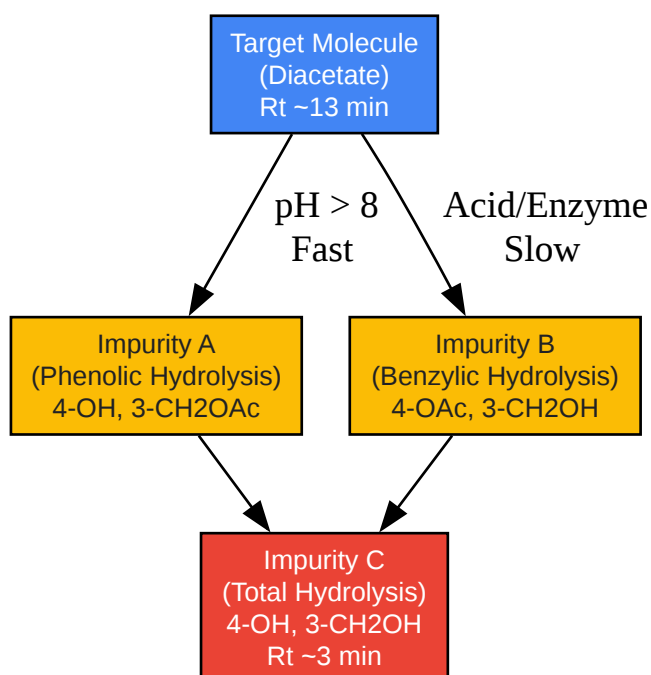 Target Molecule
(Diacetate)
Rt ~13 min
pH > 8
Fast
Acid/Enzyme
Slow
Impurity A
(Phenolic Hydrolysis)
4-OH, 3-CH2OAc
Impurity B
(Benzylic Hydrolysis)
4-OAc, 3-CH2OH
Impurity C
(Total Hydrolysis)
4-OH, 3-CH2OH
Rt ~3 min